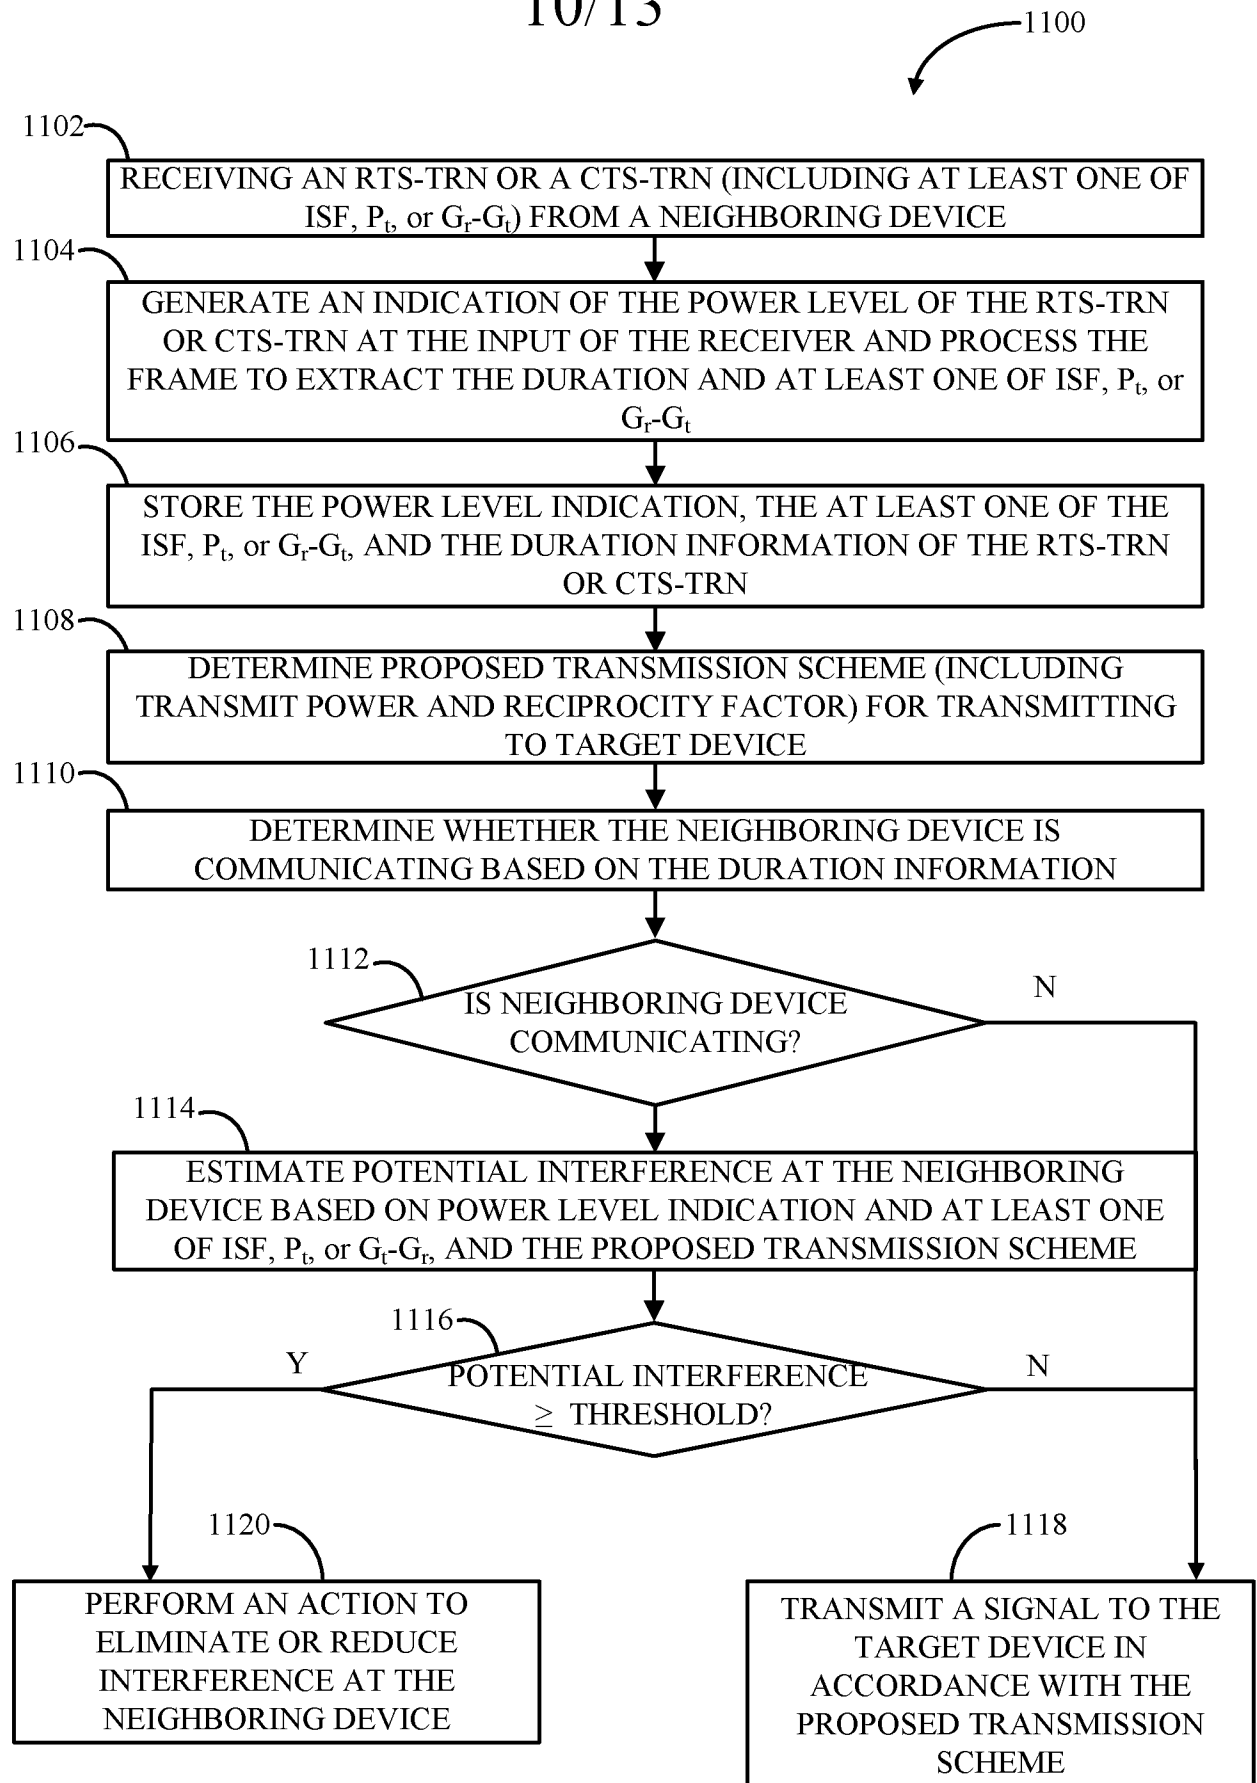 10/13
1100
1102
RECEIVING AN RTS-TRN OR A CTS-TRN (INCLUDING AT LEAST ONE OF
ISF, Pt, or Gr-Gt) FROM A NEIGHBORING DEVICE
1104
GENERATE AN INDICATION OF THE POWER LEVEL OF THE RTS-TRN
OR CTS-TRN AT THE INPUT OF THE RECEIVER AND PROCESS THE
FRAME TO EXTRACT THE DURATION AND AT LEAST ONE OF ISF, Pt, or
Gr-Gt
1106
STORE THE POWER LEVEL INDICATION, THE AT LEAST ONE OF THE
ISF, Pt, or Gr-Gt, AND THE DURATION INFORMATION OF THE RTS-TRN
OR CTS-TRN
1108
DETERMINE PROPOSED TRANSMISSION SCHEME (INCLUDING
TRANSMIT POWER AND RECIPROCITY FACTOR) FOR TRANSMITTING
TO TARGET DEVICE
1110
DETERMINE WHETHER THE NEIGHBORING DEVICE IS
COMMUNICATING BASED ON THE DURATION INFORMATION
1112
IS NEIGHBORING DEVICE
COMMUNICATING?
N
1114
ESTIMATE POTENTIAL INTERFERENCE AT THE NEIGHBORING
DEVICE BASED ON POWER LEVEL INDICATION AND AT LEAST ONE
OF ISF, Pt, or Gt-Gr, AND THE PROPOSED TRANSMISSION SCHEME
1116
Y
POTENTIAL INTERFERENCE
≥ THRESHOLD?
N
1120
PERFORM AN ACTION TO
ELIMINATE OR REDUCE
INTERFERENCE AT THE
NEIGHBORING DEVICE
1118
TRANSMIT A SIGNAL TO THE
TARGET DEVICE IN
ACCORDANCE WITH THE
PROPOSED TRANSMISSION
SCHEME